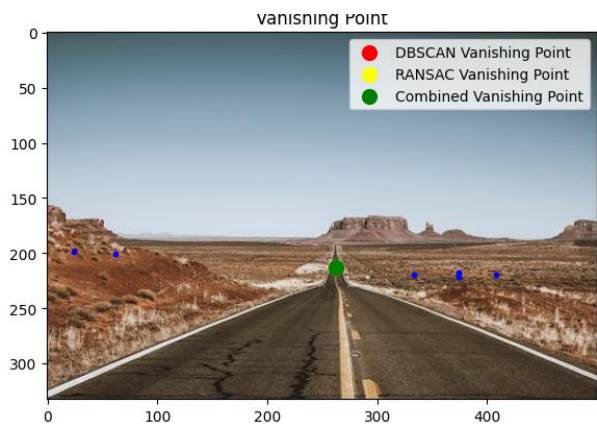 Vanishing Point
DBSCAN Vanishing Point
RANSAC Vanishing Point
Combined Vanishing Point
0
50
100
150
200
250
300
0 100 200 300 400